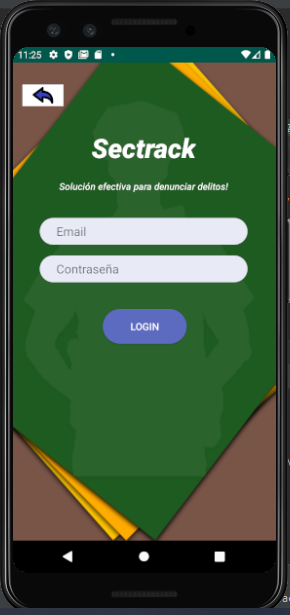 11:25
Sectrack
Solución efectiva para denunciar delitos!
Email
Contraseña
LOGIN